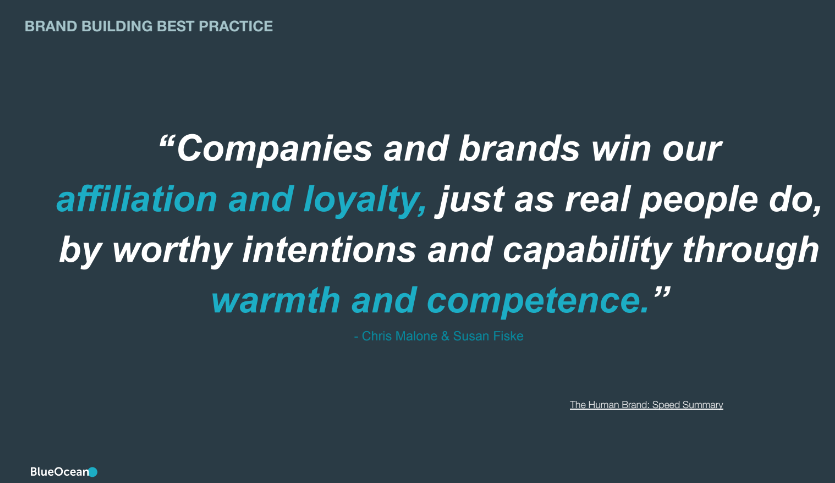 BRAND BUILDING BEST PRACTICE
“Companies and brands win our
affiliation and loyalty, just as real people do,
by worthy intentions and capability through
warmth and competence.”
- Chris Malone & Susan Fiske
The Human Brand: Speed Summary
BlueOcean